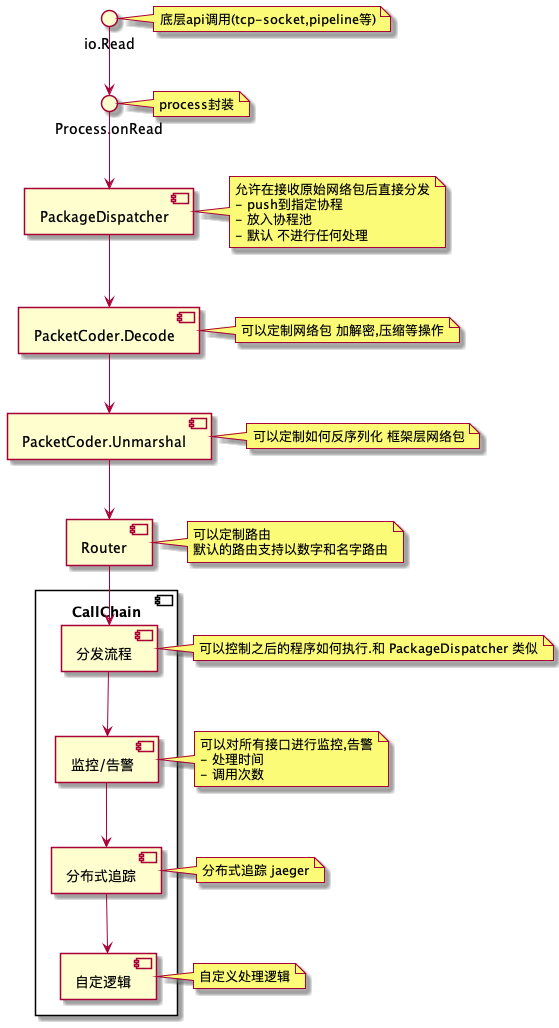 底层api调用(tcp-socket,pipeline等)
io.Read
process封装
Process.onRead
允许在接收原始网络包后直接分发
- push到指定协程
- 放入协程池
- 默认 不进行任何处理
PackageDispatcher
可以定制网络包 加解密,压缩等操作
PacketCoder.Decode
可以定制如何反序列化 框架层网络包
PacketCoder.Unmarshal
可以定制路由
默认的路由支持以数字和名字路由
Router
CallChain
可以控制之后的程序如何执行.和 PackageDispatcher 类似
分发流程
可以对所有接口进行监控,告警
- 处理时间
- 调用次数
监控/告警
分布式追踪 jaeger
分布式追踪
自定义处理逻辑
自定逻辑